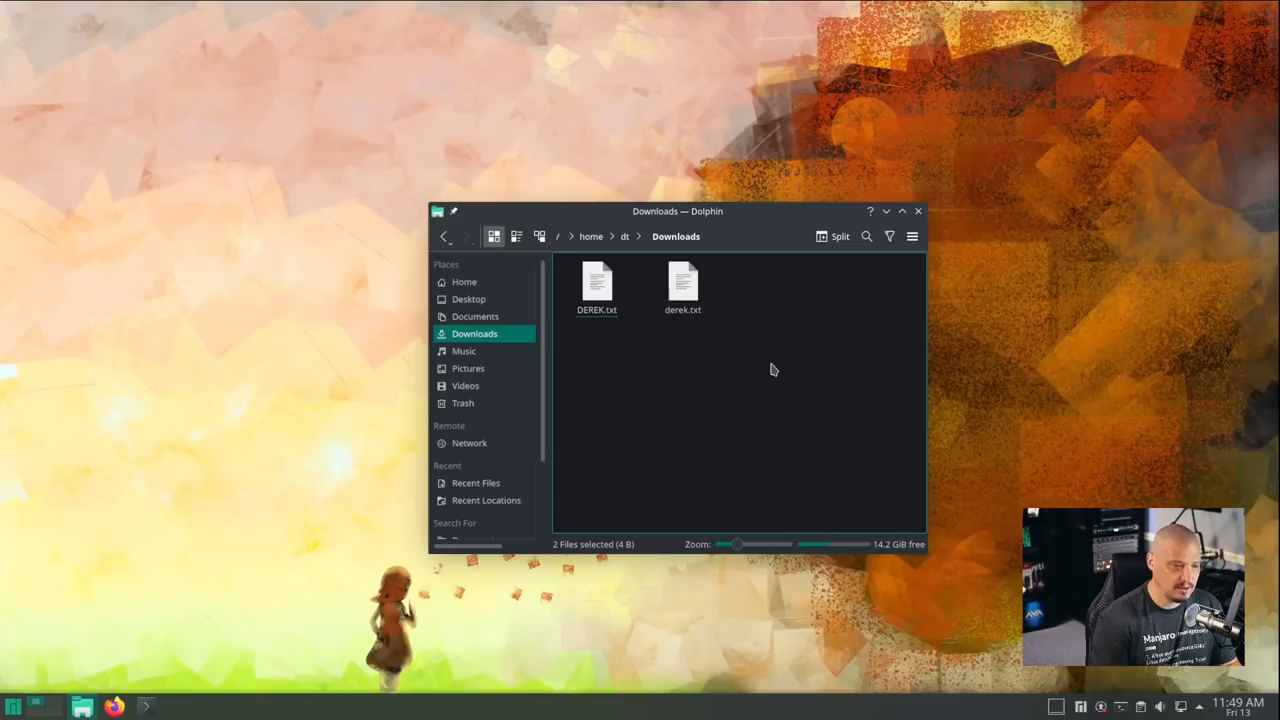 Downloads — Dolphin
/ > home > dt > Downloads
Split
Places
Home
Desktop
Documents
Downloads
Music
Pictures
Videos
Trash
Remote
Network
Recent
Recent Files
Recent Locations
Search For
DEREK.txt
derek.txt
2 Files selected (4 B)
Zoom:
14.2 GiB free
Manjaro
11:49 AM
Fri 13